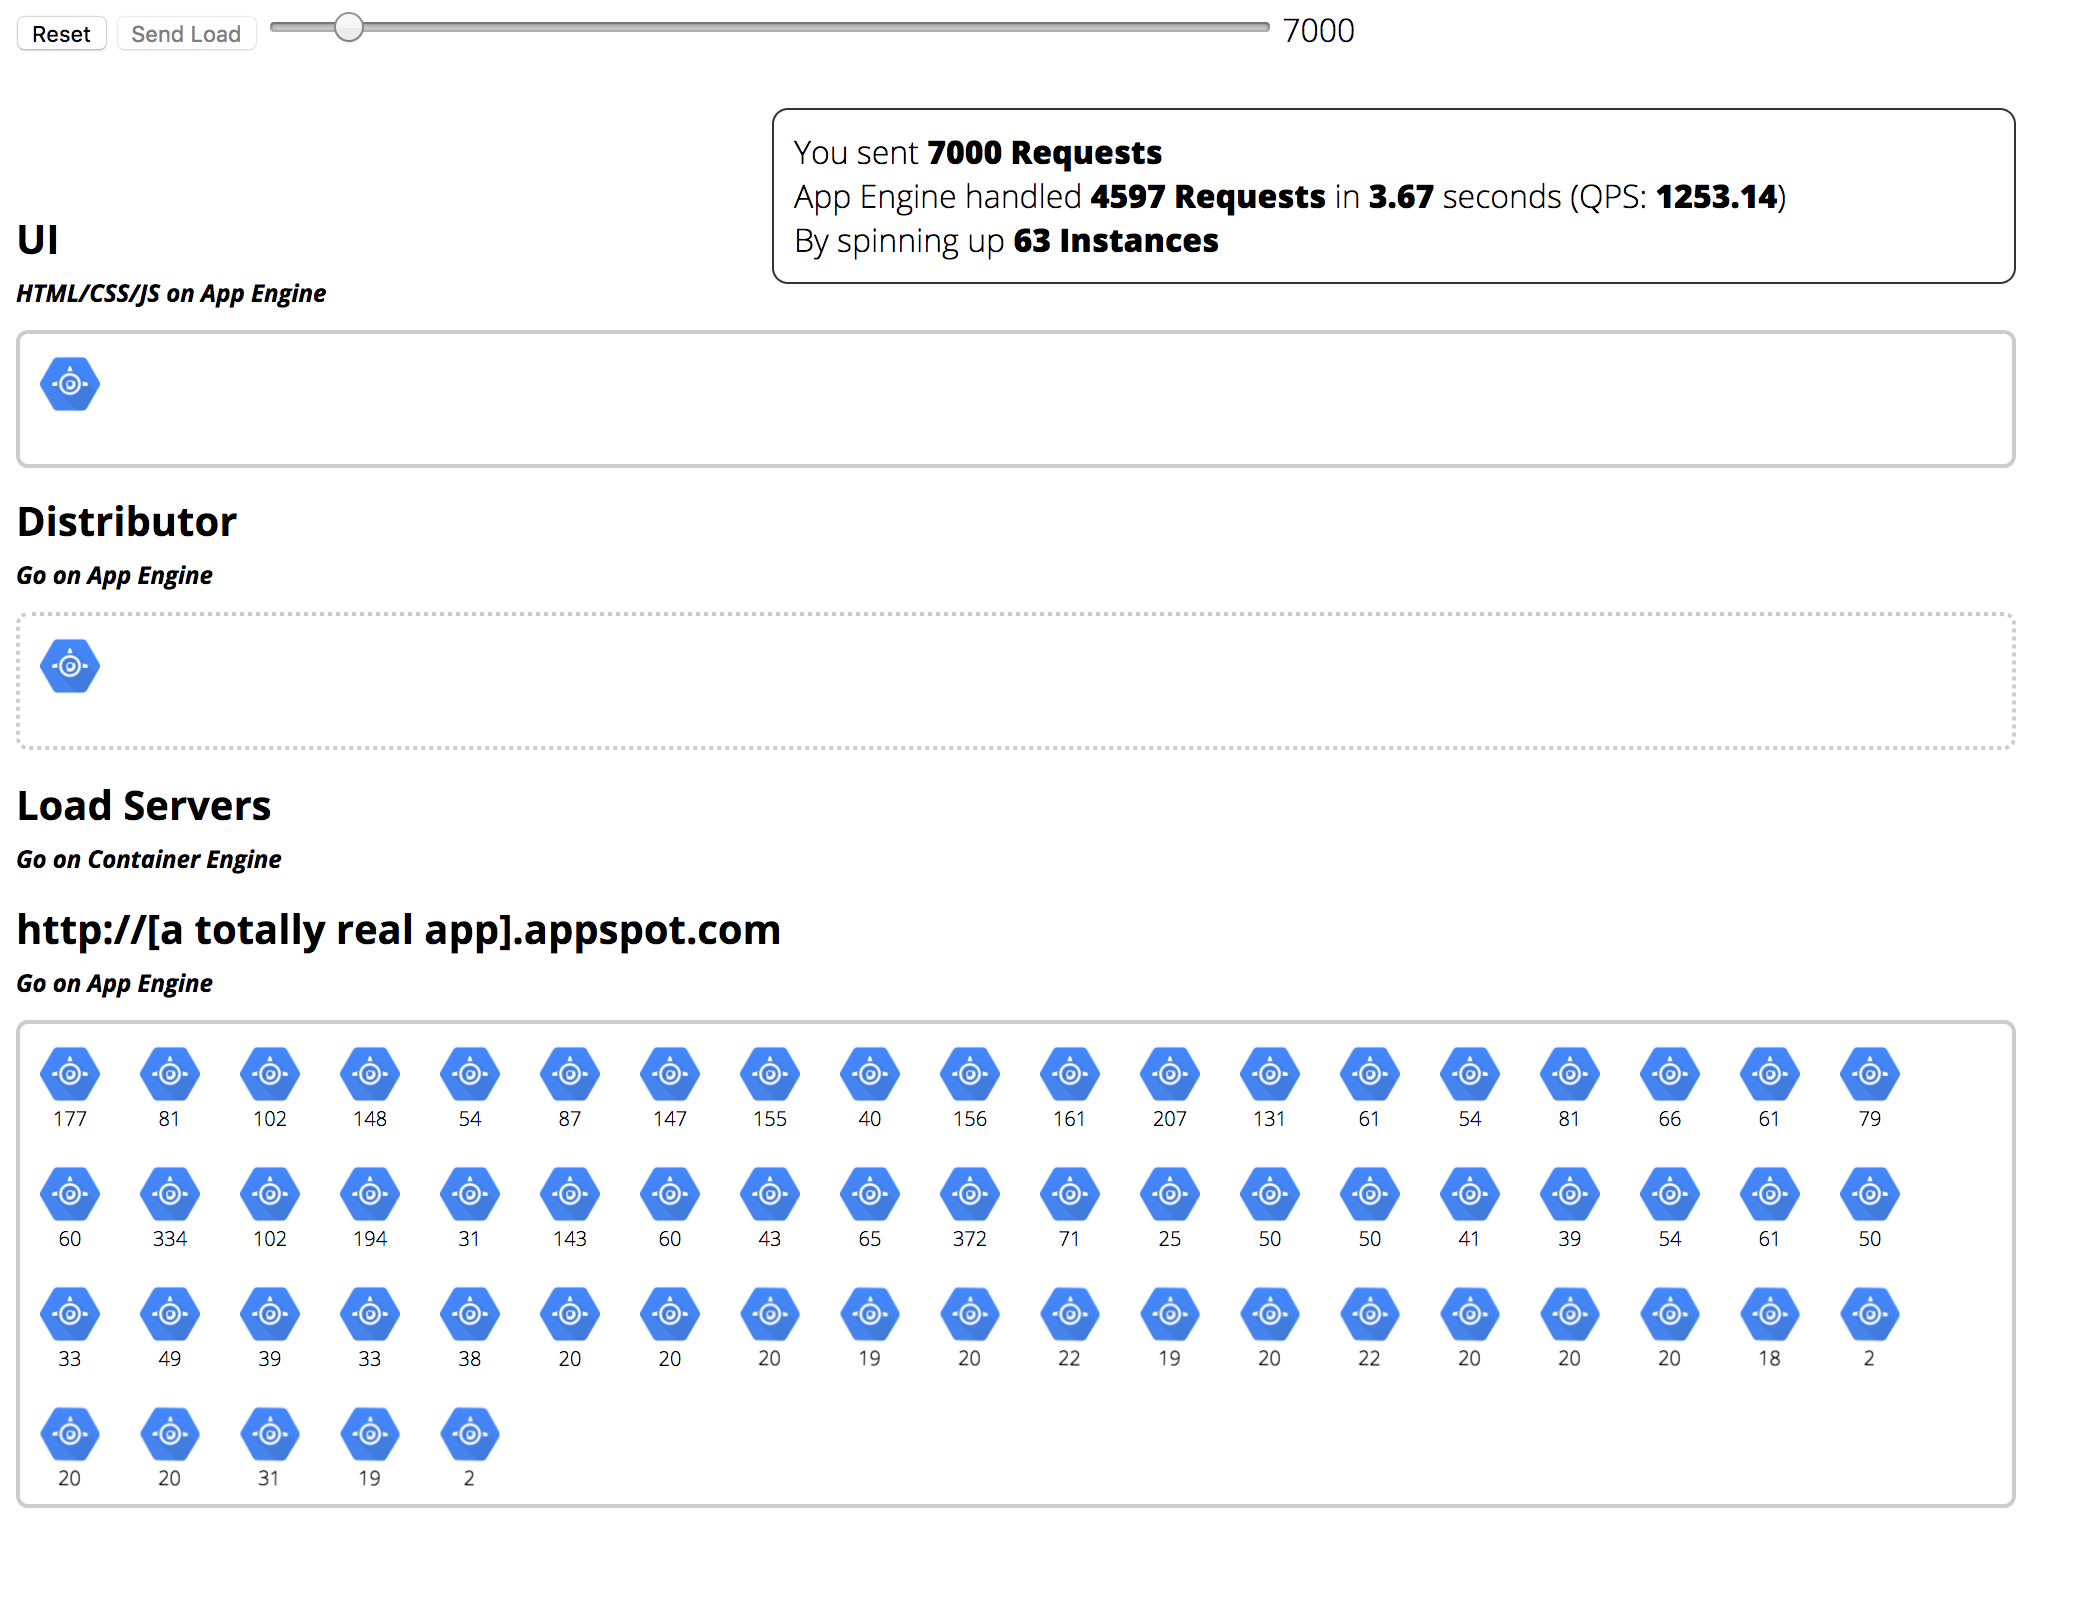 Reset Send Load 7000
You sent 7000 Requests
App Engine handled 4597 Requests in 3.67 seconds (QPS: 1253.14)
By spinning up 63 Instances
UI
HTML/CSS/JS on App Engine
Distributor
Go on App Engine
Load Servers
Go on Container Engine
http://[a totally real app].appspot.com
Go on App Engine
177 81 102 148 54 87 147 155 40 156 161 207 131 61 54 81 66 61 79
60 334 102 194 31 143 60 43 65 372 71 25 50 50 41 39 54 61 50
33 49 39 33 38 20 20 20 19 20 22 19 20 22 20 20 20 18 2
20 20 31 19 2